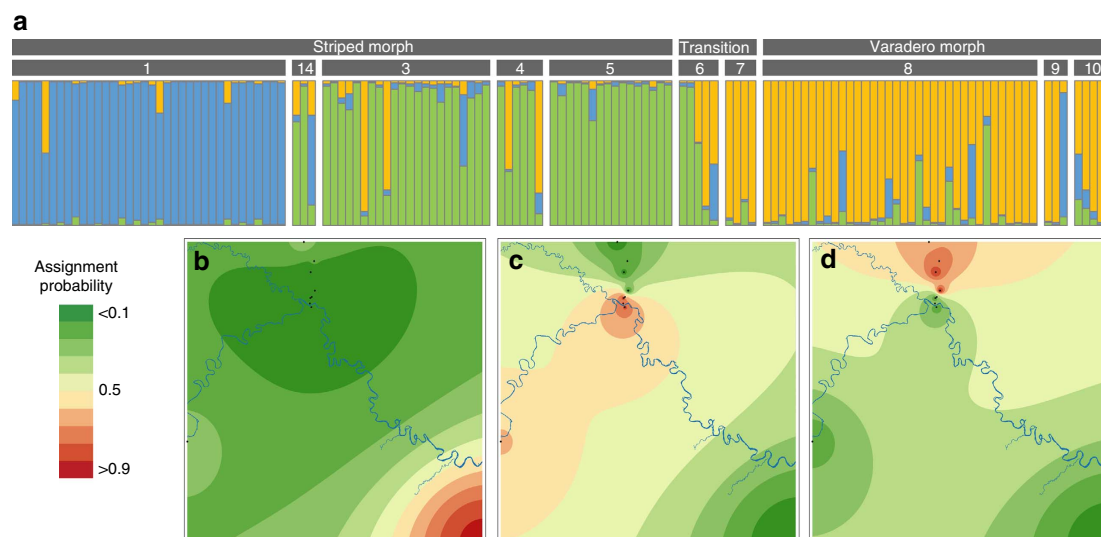 a
Striped morph Transition Varadero morph
1 14 3 4 5 6 7 8 9 10
Assignment
probability
<0.1
0.5
>0.9
b
c
d